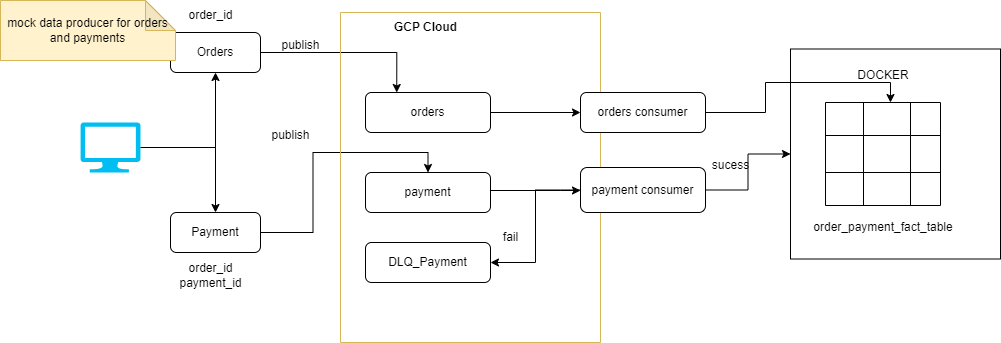 mock data producer for orders
and payments
order_id
Orders
publish
GCP Cloud
orders
orders consumer
DOCKER
publish
payment
payment consumer
sucess
order_payment_fact_table
Payment
fail
DLQ_Payment
order_id
payment_id